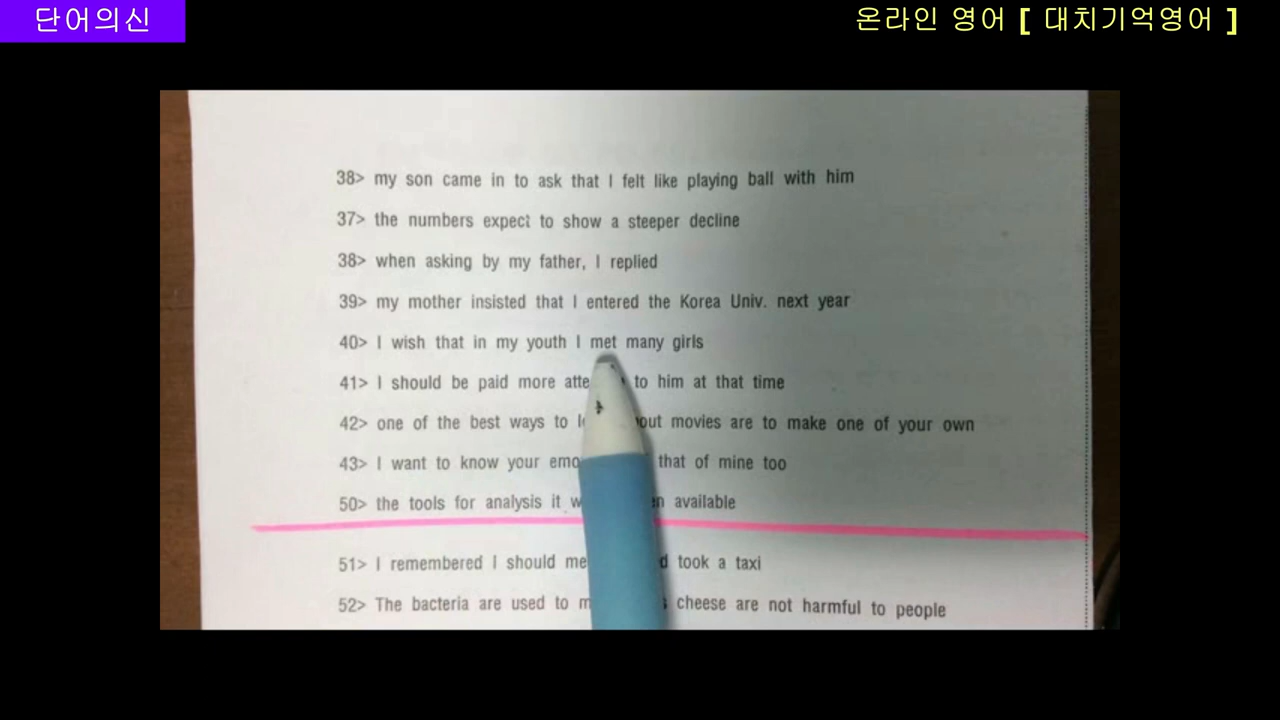 단어의신
온라인 영어 [ 대치기억영어 ]
38> my son came in to ask that I felt like playing ball with him
37> the numbers expect to show a steeper decline
38> when asking by my father, I replied
39> my mother insisted that I entered the Korea Univ. next year
40> I wish that in my youth I met many girls
41> I should be paid more to him at that time
42> one of the best ways to movies are to make one of your own
43> I want to know your that of mine too
50> the tools for analysis it available
51> I remembered I should took a taxi
52> The bacteria are used to cheese are not harmful to people